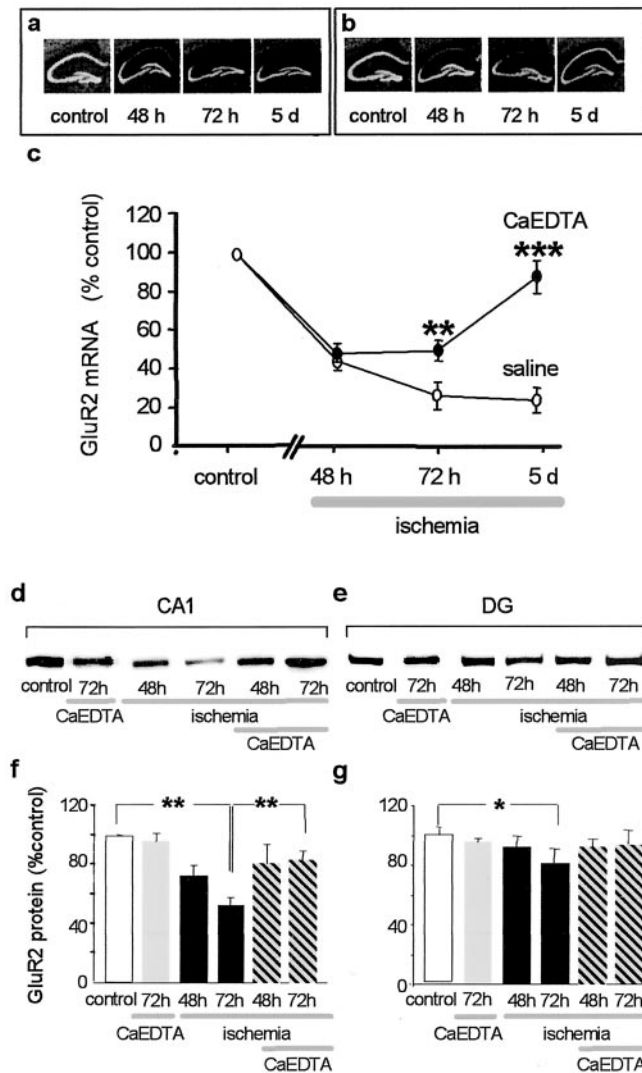 a
b
control 48 h 72 h 5 d
control 48 h 72 h 5 d
c
GluR2 mRNA (% control)
120
100
80
60
40
20
0
CaEDTA
***
**
saline
control 48 h 72 h 5 d
ischemia
d
CA1
control 72h 48h 72h 48h 72h
CaEDTA ischemia
CaEDTA
e
DG
control 72h 48h 72h 48h 72h
CaEDTA ischemia
CaEDTA
f
GluR2 protein (%control)
120
80
40
0
** **
control 72h 48h 72h 48h 72h
CaEDTA ischemia
CaEDTA
g
120
80
40
0
*
control 72h 48h 72h 48h 72h
CaEDTA ischemia
CaEDTA